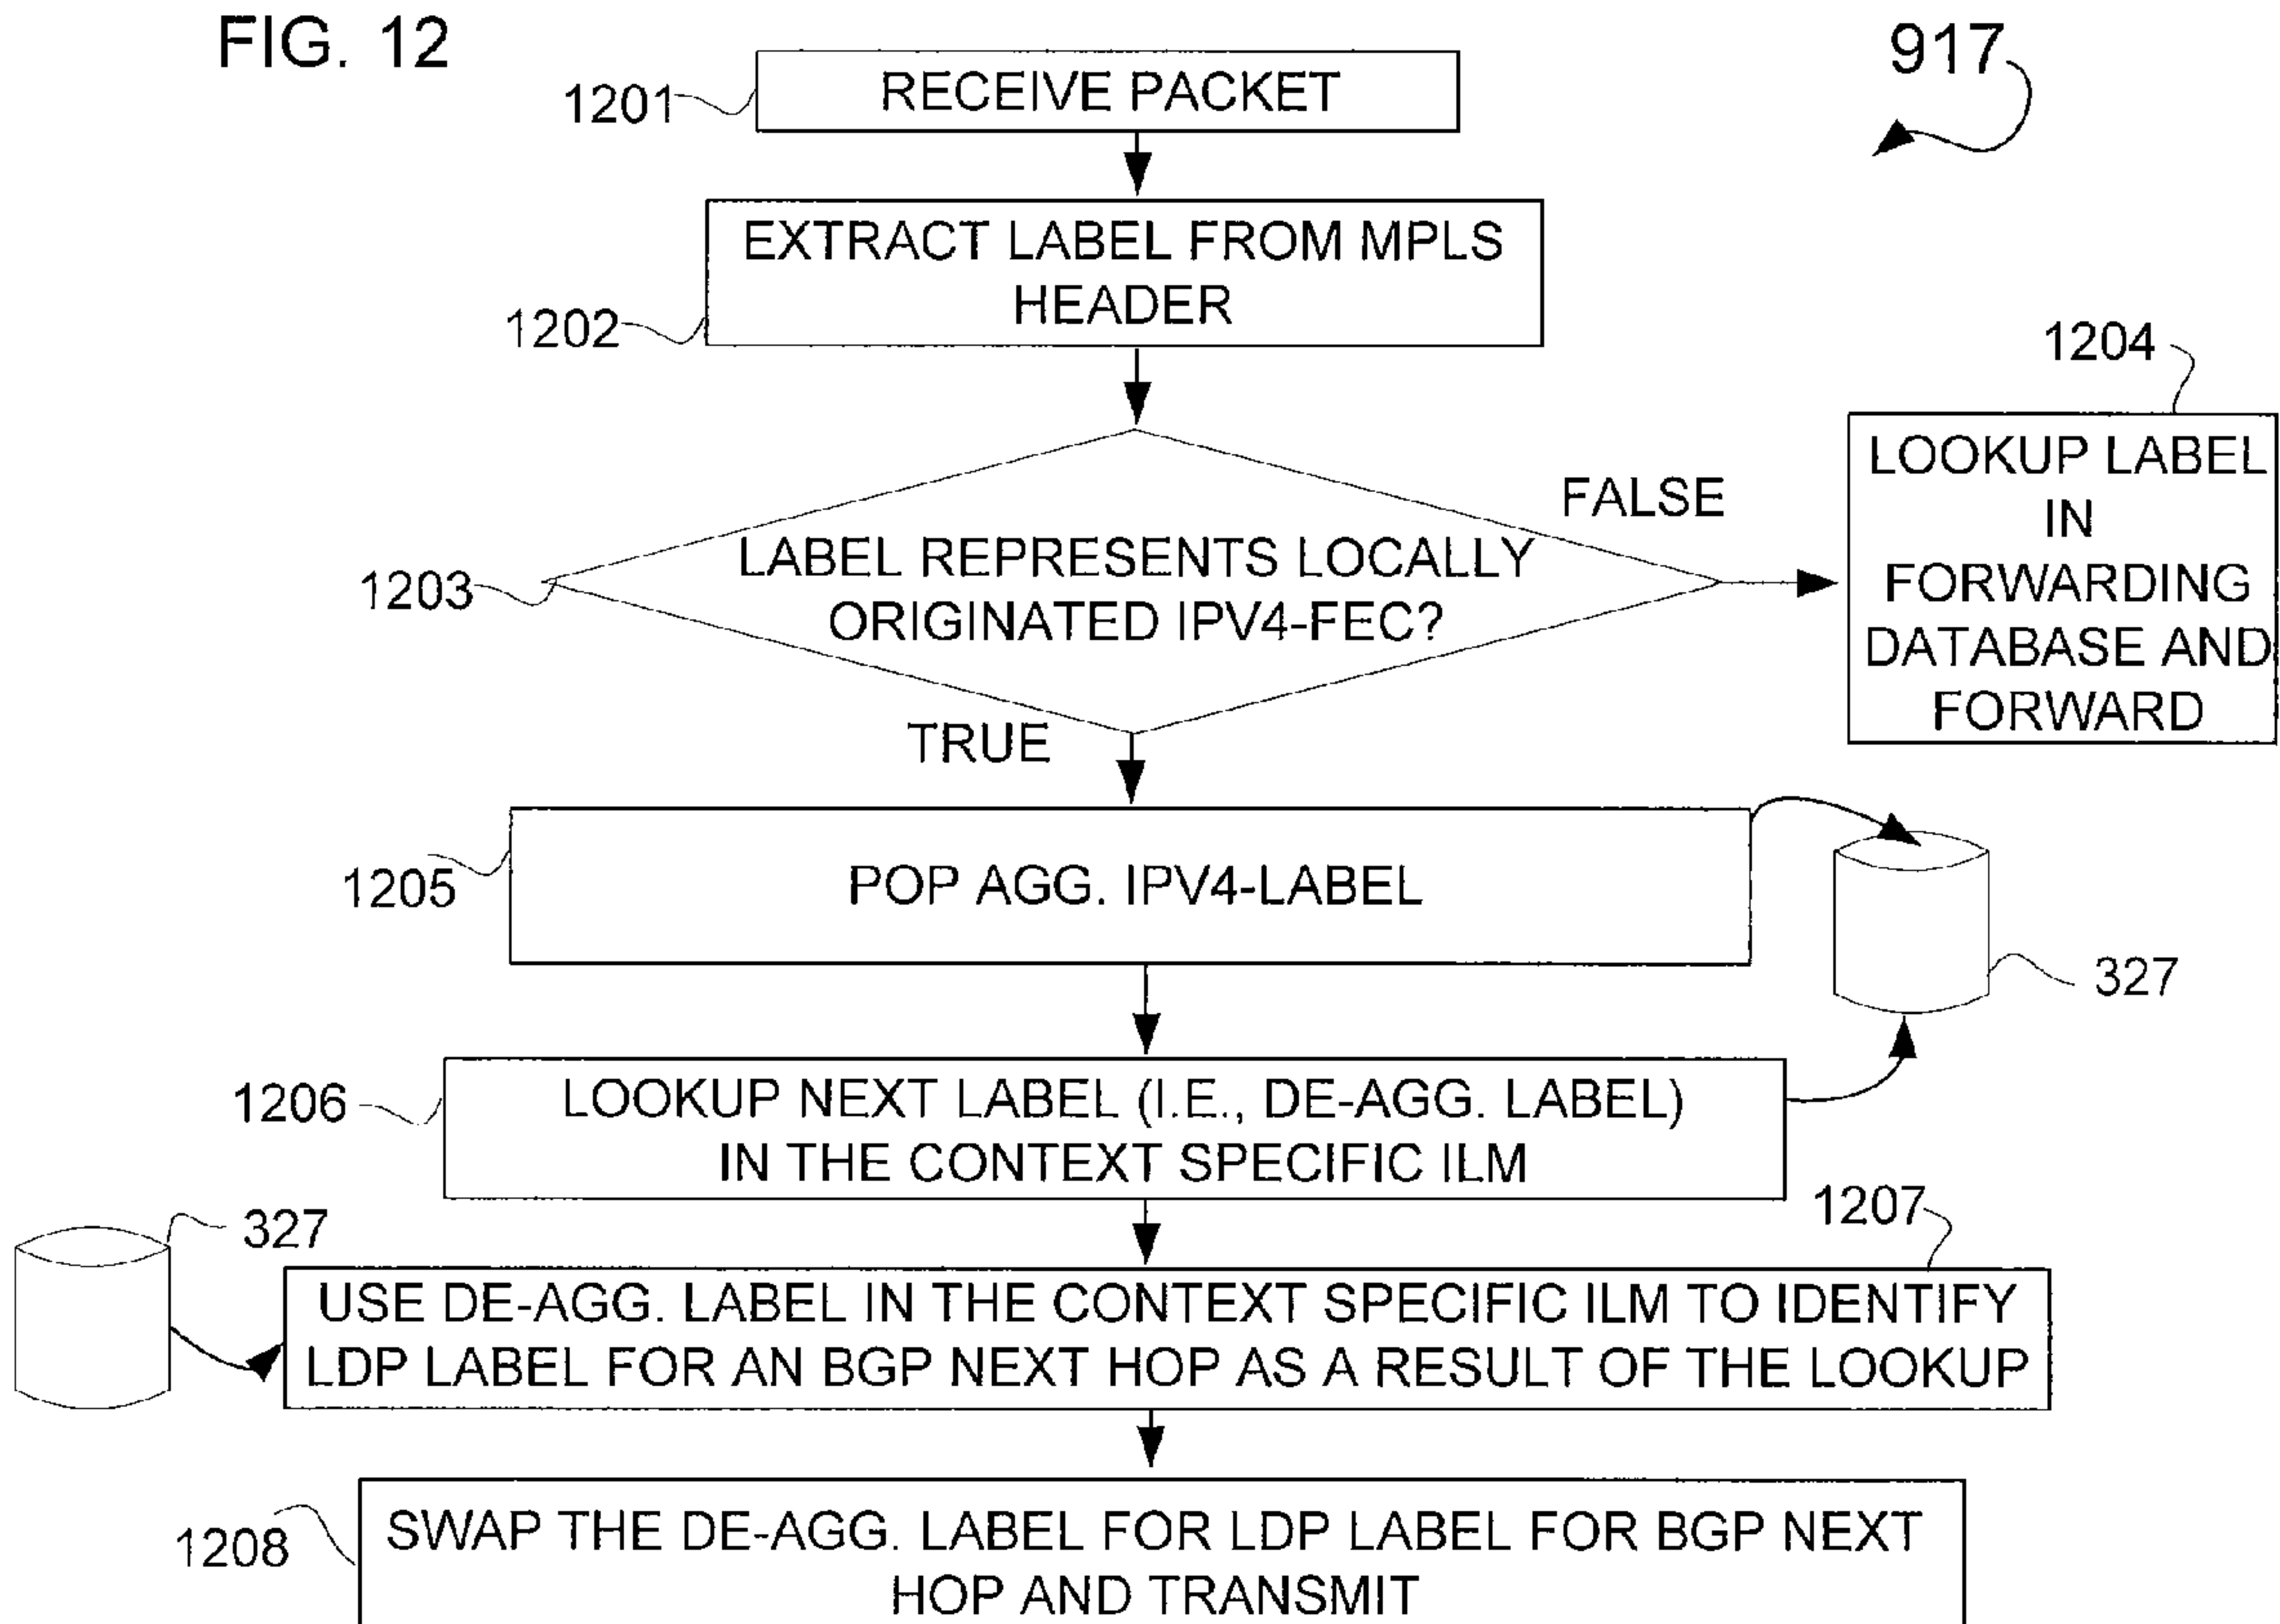 FIG. 12
917
1201
RECEIVE PACKET
1202
EXTRACT LABEL FROM MPLS
HEADER
1203
LABEL REPRESENTS LOCALLY
ORIGINATED IPV4-FEC?
FALSE
1204
LOOKUP LABEL
IN
FORWARDING
DATABASE AND
FORWARD
TRUE
1205
POP AGG. IPV4-LABEL
327
1206
LOOKUP NEXT LABEL (I.E., DE-AGG. LABEL)
IN THE CONTEXT SPECIFIC ILM
327
1207
USE DE-AGG. LABEL IN THE CONTEXT SPECIFIC ILM TO IDENTIFY
LDP LABEL FOR AN BGP NEXT HOP AS A RESULT OF THE LOOKUP
1208
SWAP THE DE-AGG. LABEL FOR LDP LABEL FOR BGP NEXT
HOP AND TRANSMIT